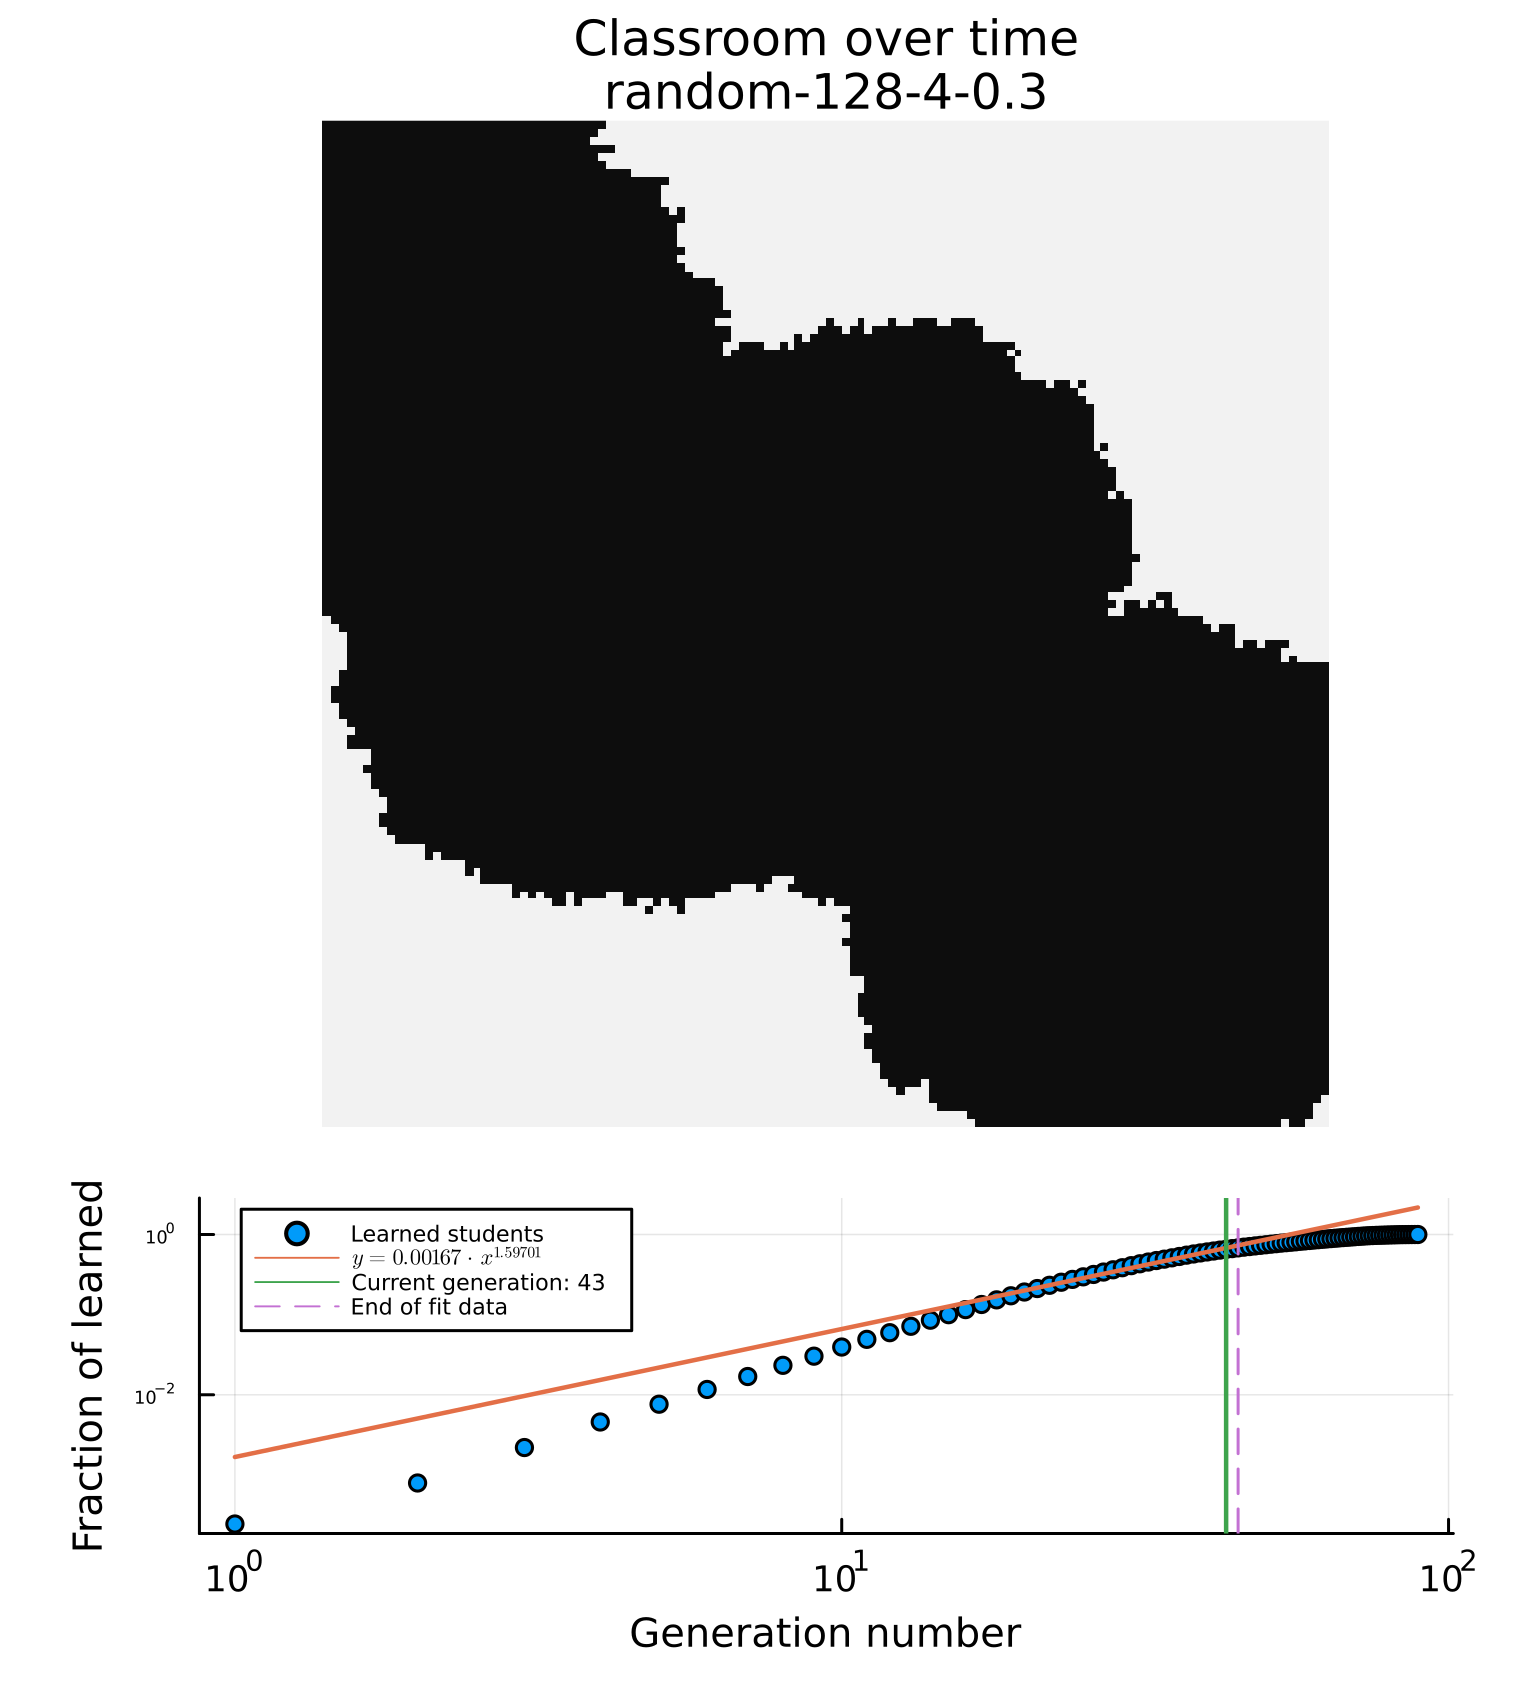 Classroom over time
random-128-4-0.3
Fraction of learned
10⁰
10⁻²
Learned students
y = 0.00167 · x¹·⁵⁹⁷⁰¹
Current generation: 43
End of fit data
10⁰ 10¹ 10²
Generation number